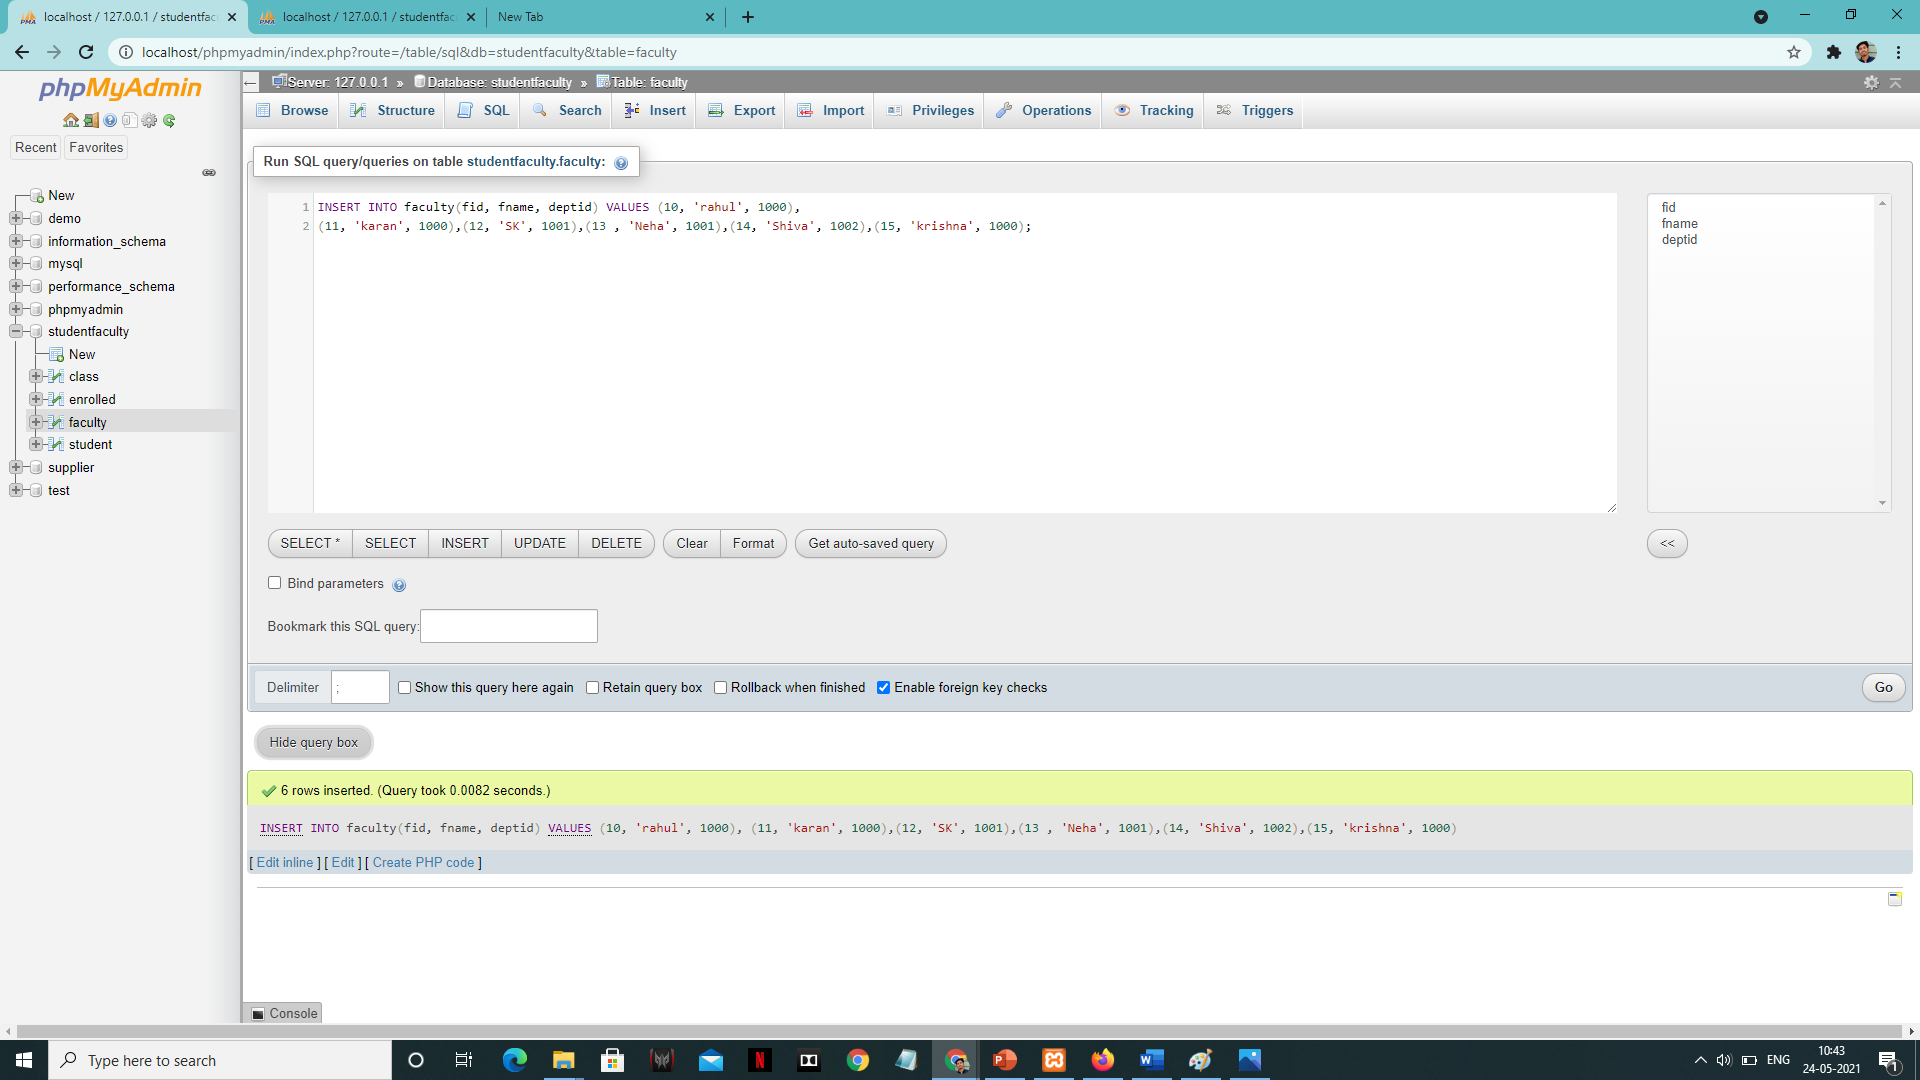 localhost / 127.0.0.1 / studentfac
localhost / 127.0.0.1 / studentfac
New Tab
localhost/phpmyadmin/index.php?route=/table/sql&db=studentfaculty&table=faculty
phpMyAdmin
Recent
Favorites
New
demo
information_schema
mysql
performance_schema
phpmyadmin
studentfaculty
New
class
enrolled
faculty
student
supplier
test
Server: 127.0.0.1 » Database: studentfaculty » Table: faculty
Browse
Structure
SQL
Search
Insert
Export
Import
Privileges
Operations
Tracking
Triggers
Run SQL query/queries on table studentfaculty.faculty:
1 INSERT INTO faculty(fid, fname, deptid) VALUES (10, 'rahul', 1000),
2 (11, 'karan', 1000),(12, 'SK', 1001),(13 , 'Neha', 1001),(14, 'Shiva', 1002),(15, 'krishna', 1000);
fid
fname
deptid
SELECT *
SELECT
INSERT
UPDATE
DELETE
Clear
Format
Get auto-saved query
<<
Bind parameters
Bookmark this SQL query:
Delimiter
;
Show this query here again
Retain query box
Rollback when finished
Enable foreign key checks
Go
Hide query box
6 rows inserted. (Query took 0.0082 seconds.)
INSERT INTO faculty(fid, fname, deptid) VALUES (10, 'rahul', 1000), (11, 'karan', 1000),(12, 'SK', 1001),(13 , 'Neha', 1001),(14, 'Shiva', 1002),(15, 'krishna', 1000)
[ Edit inline ] [ Edit ] [ Create PHP code ]
Console
Type here to search
ENG
10:43
24-05-2021
1